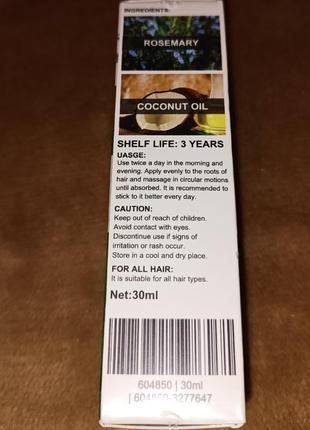 INGREDIENTS:
ROSEMARY
COCONUT OIL
SHELF LIFE: 3 YEARS
UASGE:
Use twice a day in the morning and
evening. Apply evenly to the roots of
hair and massage in circular motions
until absorbed. It is recommended to
stick to it better every day.
CAUTION:
Keep out of reach of children.
Avoid contact with eyes.
Discontinue use if signs of
irritation or rash occur.
Store in a cool and dry place.
FOR ALL HAIR:
It is suitable for all hair types.
Net:30ml
604850 | 30ml
| 604850-3277647